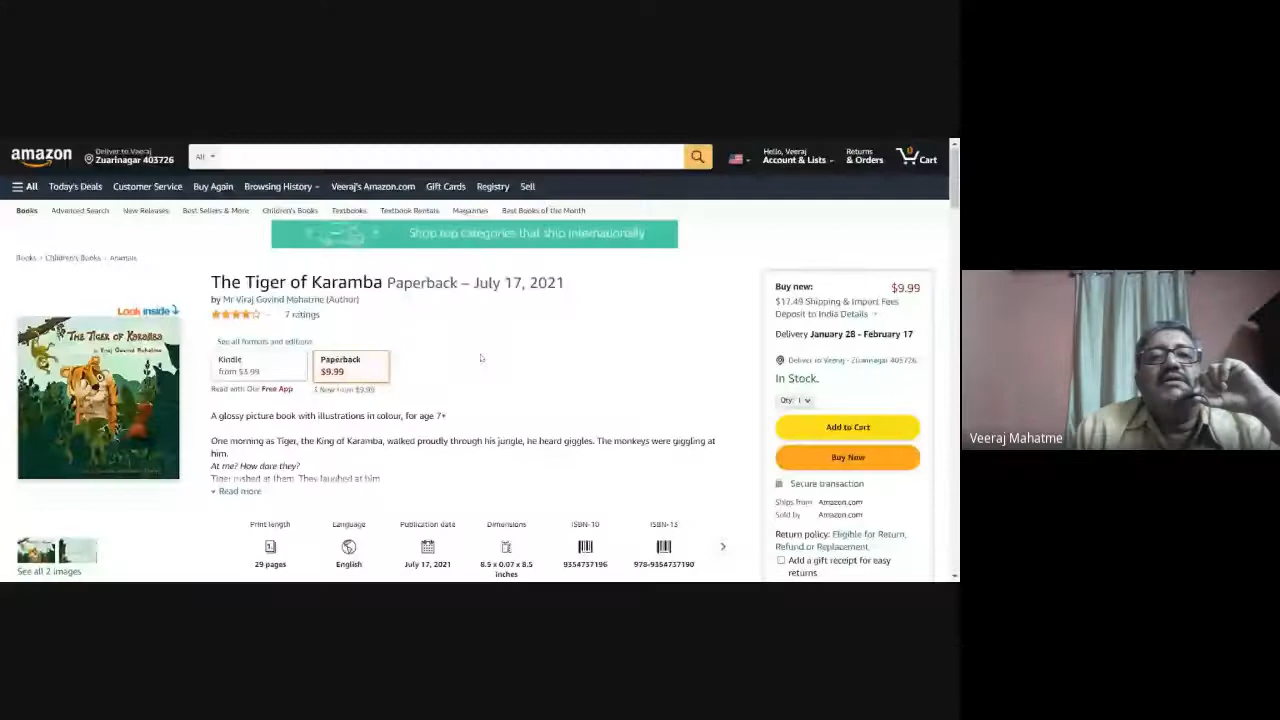 amazon
Deliver to Veeraj
Zuarinagar 403726
All
Hello, Veeraj
Account & Lists
Returns
& Orders
0
Cart
All
Today's Deals
Customer Service
Buy Again
Browsing History
Veeraj's Amazon.com
Gift Cards
Registry
Sell
Books
Advanced Search
New Releases
Best Sellers & More
Children's Books
Textbooks
Textbook Rentals
Magazines
Best Books of the Month
Shop top categories that ship internationally
Books › Children's Books › Animals
Look inside
THE TIGER OF KARAMBA
by Viraj Govind Mahatme
See all 2 images
The Tiger of Karamba Paperback – July 17, 2021
by Mr Viraj Govind Mahatme (Author)
7 ratings
See all formats and editions
Kindle
from $3.99
Paperback
$9.99
Read with Our Free App
1 New from $9.99
A glossy picture book with illustrations in colour, for age 7+
One morning as Tiger, the King of Karamba, walked proudly through his jungle, he heard giggles. The monkeys were giggling at
him.
At me? How dare they?
Tiger rushed at them. They laughed at him
Read more
Print length
29 pages
Language
English
Publication date
July 17, 2021
Dimensions
8.5 x 0.07 x 8.5
inches
ISBN-10
9354737196
ISBN-13
978-9354737190
Buy new:
$9.99
$17.49 Shipping & Import Fees
Deposit to India Details
Delivery January 28 - February 17
Deliver to Veeraj - Zuarinagar 403726
In Stock.
Qty: 1
Add to Cart
Buy Now
Secure transaction
Ships from Amazon.com
Sold by Amazon.com
Return policy: Eligible for Return,
Refund or Replacement
Add a gift receipt for easy
returns
Veeraj Mahatme